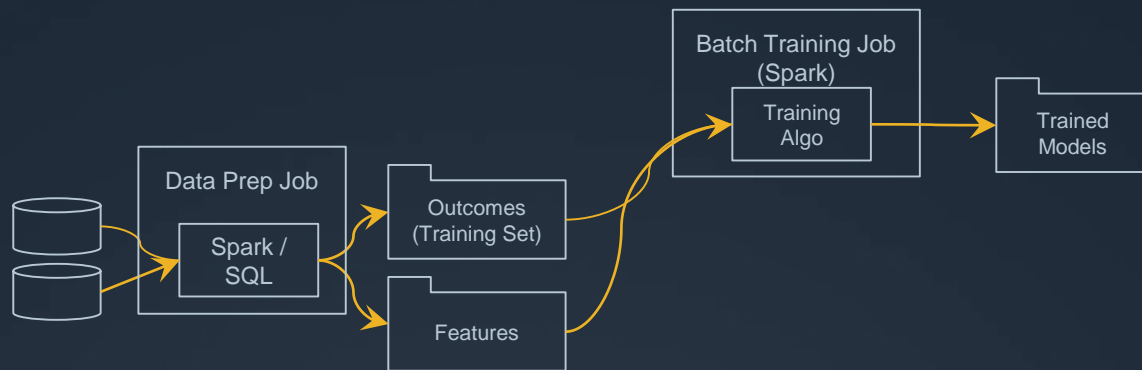 Data Prep Job
Spark /
SQL
Outcomes
(Training Set)
Features
Batch Training Job
(Spark)
Training
Algo
Trained
Models